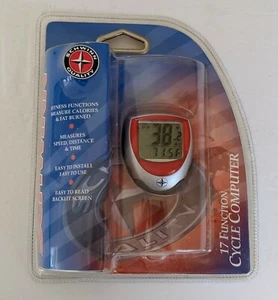 SCHWINN
QUALITY
FITNESS FUNCTIONS
MEASURE CALORIES
& FAT BURNED
MEASURES
SPEED, DISTANCE
& TIME
EASY TO INSTALL
EASY TO USE
EASY TO READ
BACKLIT SCREEN
38
17 FUNCTION
CYCLE COMPUTER